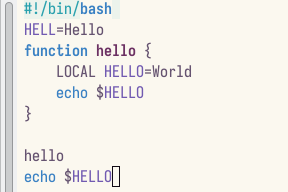 #!/bin/bash
HELL=Hello
function hello {
    LOCAL HELLO=World
    echo $HELLO
}

hello
echo $HELLO